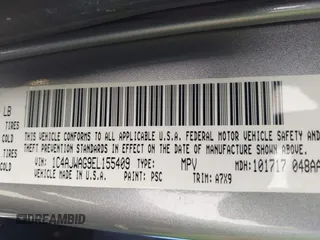 LB
TIRES
COLD
TIRES
COLD
THIS VEHICLE CONFORMS TO ALL APPLICABLE U.S.A. FEDERAL MOTOR VEHICLE SAFETY AND
THEFT PREVENTION STANDARDS IN EFFECT ON THE DATE OF MANUFACTURE SHOWN ABOVE.
VIN: 1C4AJWAG9EL155409 TYPE: MPV MDH: 101717 048AA
VEHICLE MADE IN U.S.A. PAINT: PSC TRIM: A7X9
© DREAMBID